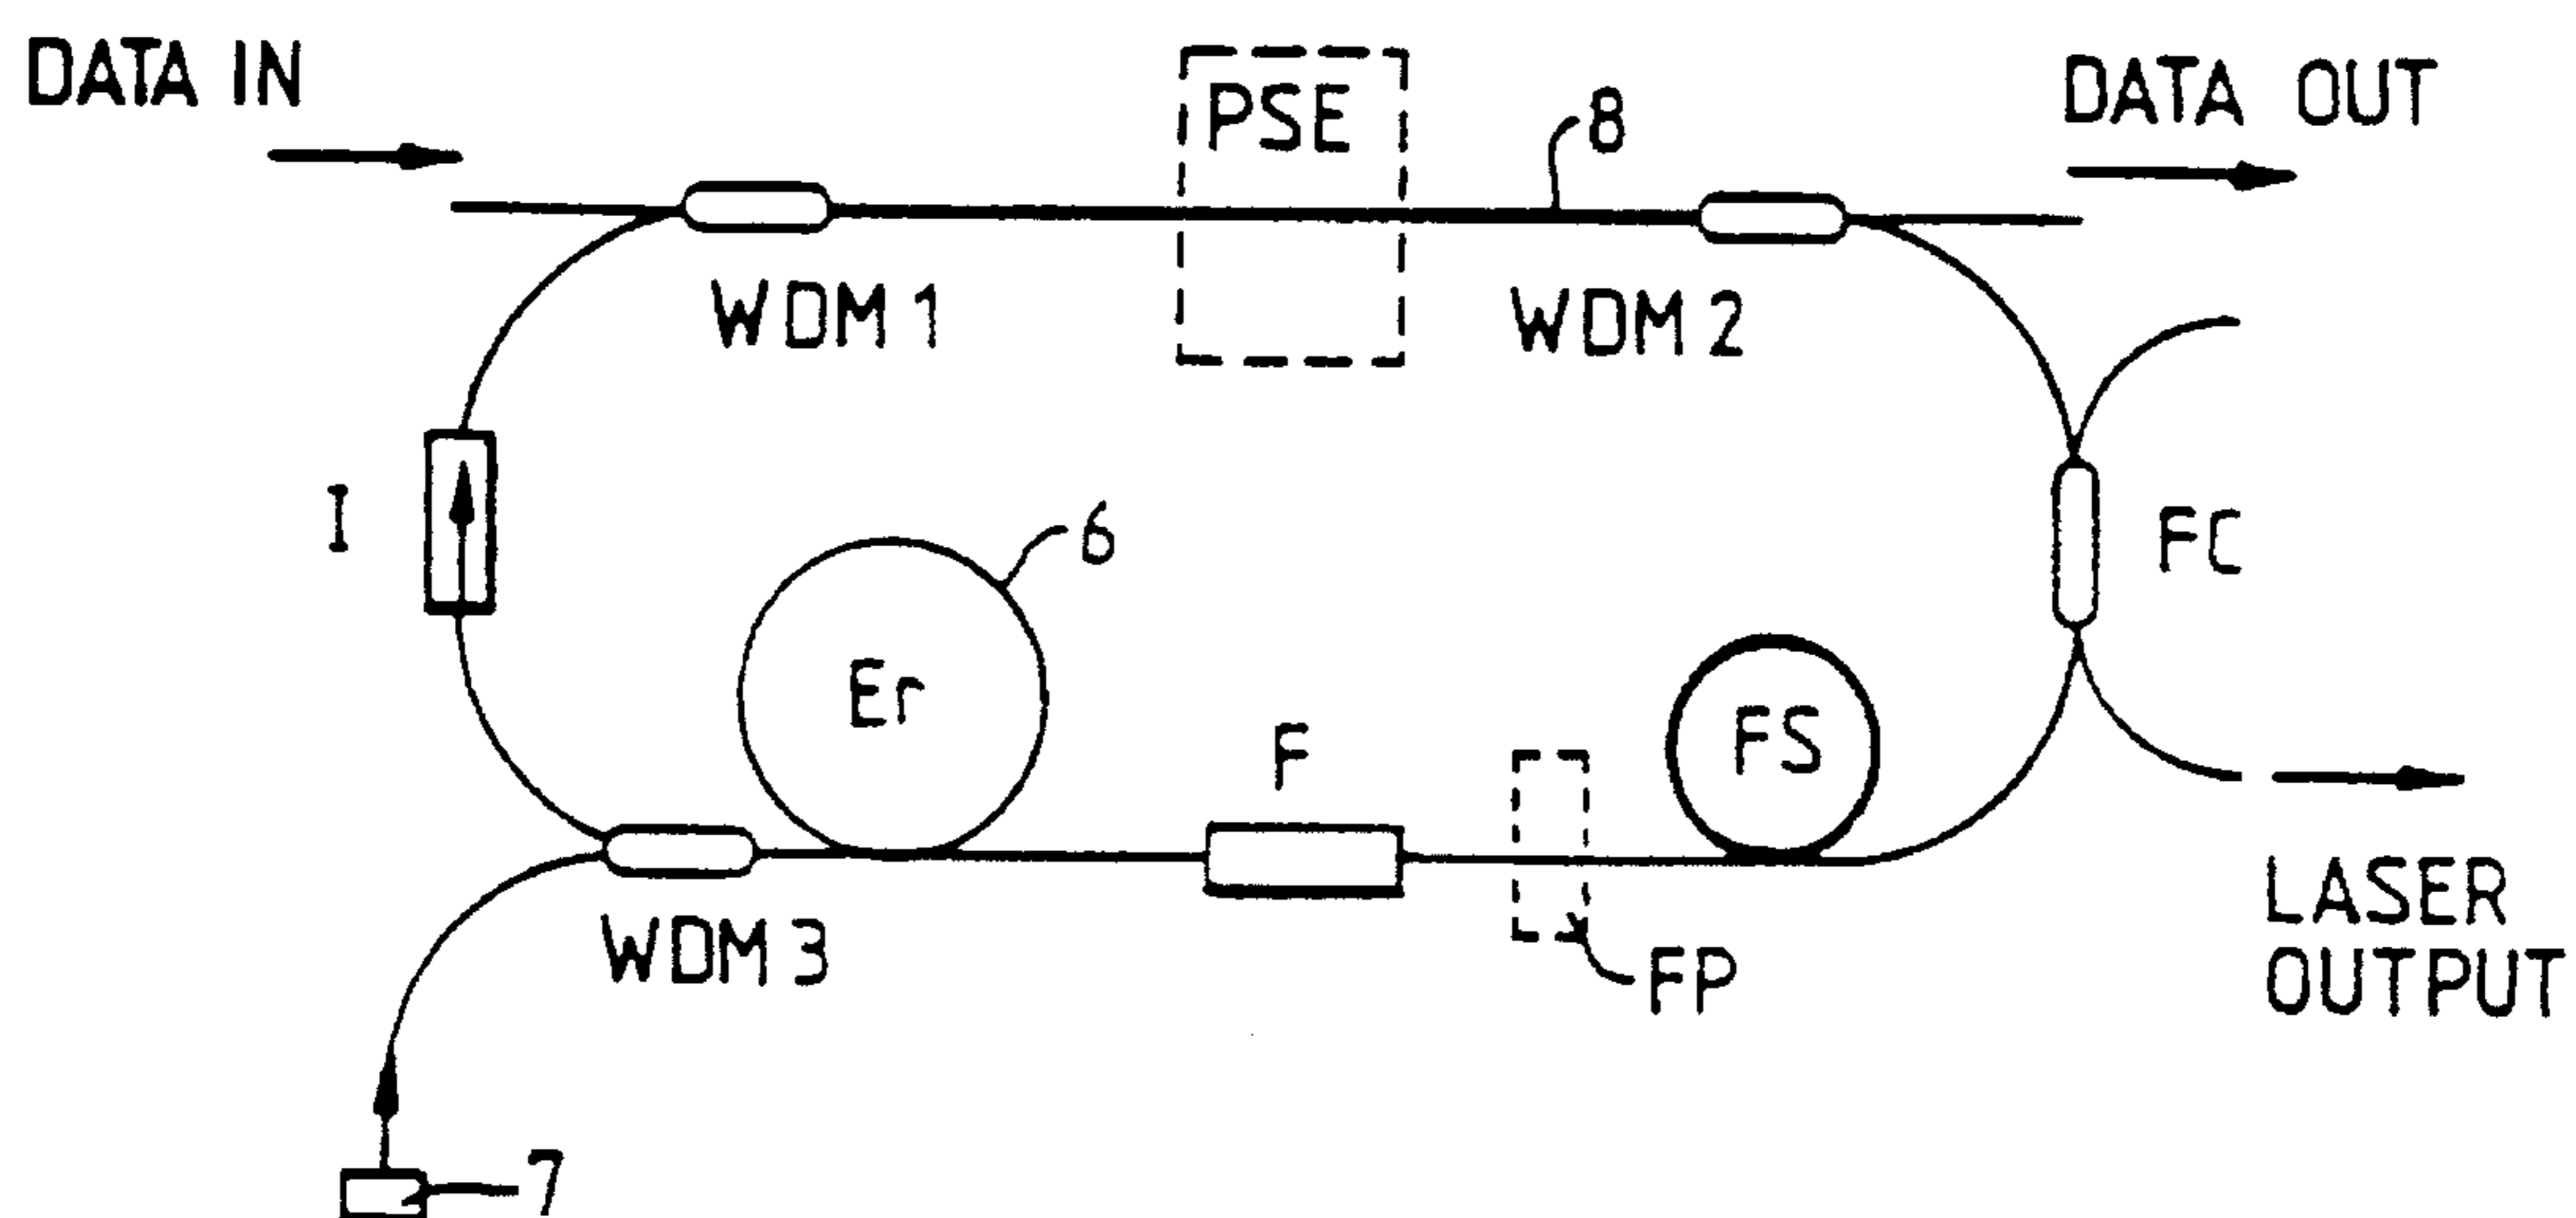 DATA IN
PSE
8
DATA OUT
WDM 1
WDM 2
I
6
FC
Er
F
FS
WDM 3
FP
LASER
OUTPUT
7